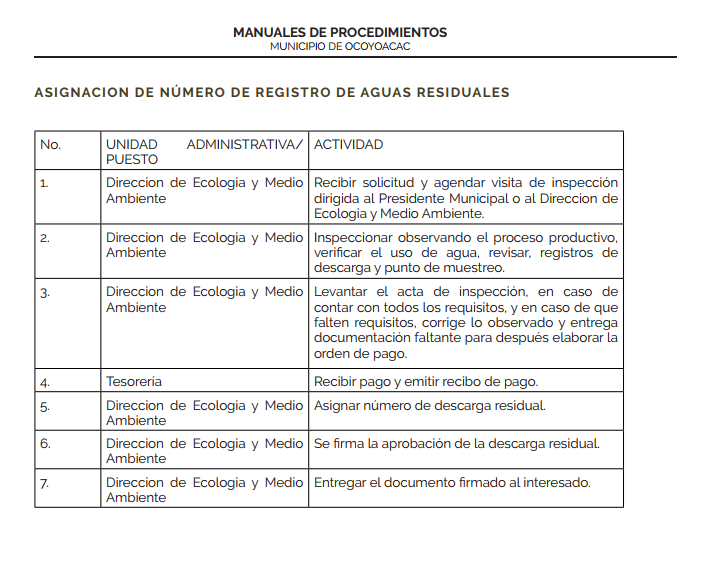 MANUALES DE PROCEDIMIENTOS
MUNICIPIO DE OCOYOACAC
ASIGNACION DE NÚMERO DE REGISTRO DE AGUAS RESIDUALES
No. UNIDAD ADMINISTRATIVA/ ACTIVIDAD
PUESTO
1. Direccion de Ecologia y Medio Recibir solicitud y agendar visita de inspección
Ambiente dirigida al Presidente Municipal o al Direccion de
Ecologia y Medio Ambiente.
2. Direccion de Ecologia y Medio Inspeccionar observando el proceso productivo,
Ambiente verificar el uso de agua, revisar, registros de
descarga y punto de muestreo.
3. Direccion de Ecologia y Medio Levantar el acta de inspección, en caso de
Ambiente contar con todos los requisitos, y en caso de que
falten requisitos, corrige lo observado y entrega
documentación faltante para después elaborar la
orden de pago.
4. Tesorería Recibir pago y emitir recibo de pago.
5. Direccion de Ecologia y Medio Asignar número de descarga residual.
Ambiente
6. Direccion de Ecologia y Medio Se firma la aprobación de la descarga residual.
Ambiente
7. Direccion de Ecologia y Medio Entregar el documento firmado al interesado.
Ambiente